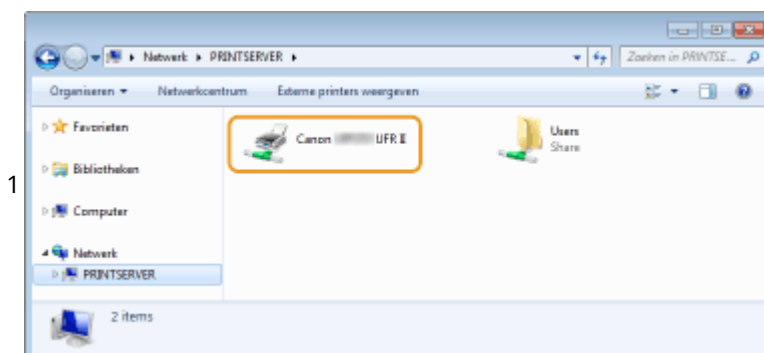 Netwerk ▸ PRINTSERVER ▸ Zoeken in PRINTSE...
Organiseren Netwerkcentrum Externe printers weergeven
Favorieten
Canon UFR II
Users
Share
Bibliotheken
1
Computer
Netwerk
PRINTSERVER
2 items